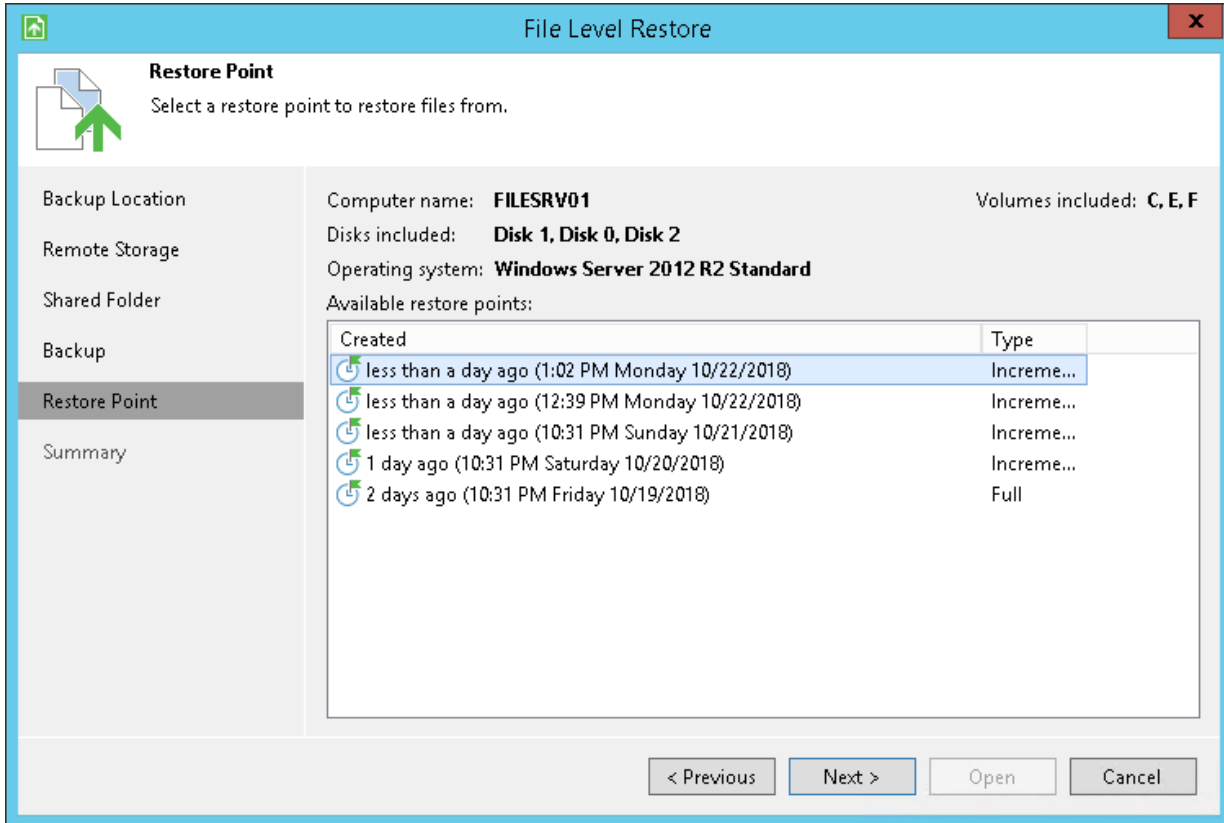 File Level Restore
x
Restore Point
Select a restore point to restore files from.
Backup Location
Remote Storage
Shared Folder
Backup
Restore Point
Summary
Computer name: FILESRV01 Volumes included: C, E, F
Disks included: Disk 1, Disk 0, Disk 2
Operating system: Windows Server 2012 R2 Standard
Available restore points:
Created Type
less than a day ago (1:02 PM Monday 10/22/2018) Increme...
less than a day ago (12:39 PM Monday 10/22/2018) Increme...
less than a day ago (10:31 PM Sunday 10/21/2018) Increme...
1 day ago (10:31 PM Saturday 10/20/2018) Increme...
2 days ago (10:31 PM Friday 10/19/2018) Full
< Previous Next > Open Cancel